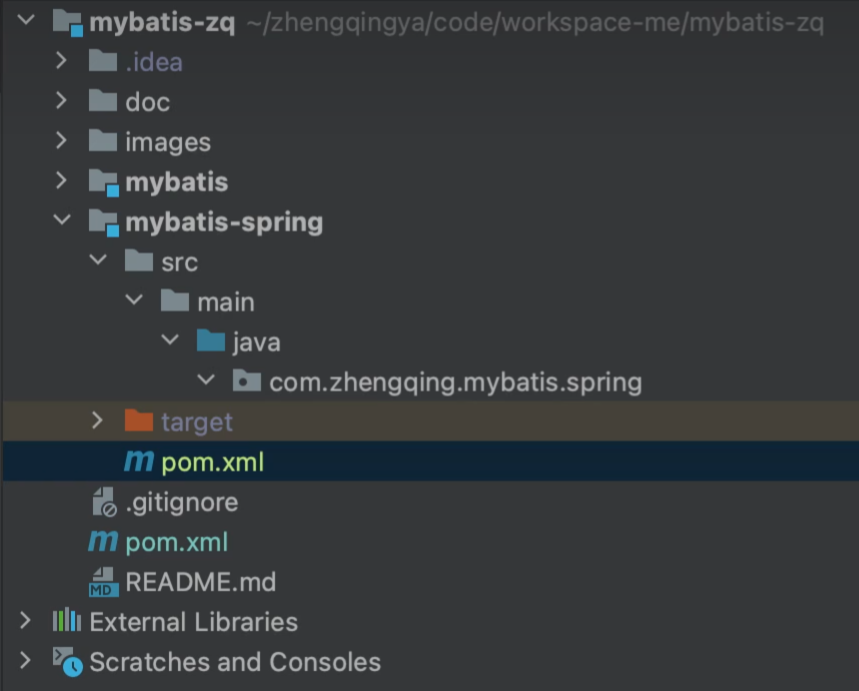 mybatis-zq ~/zhengqingya/code/workspace-me/mybatis-zq
.idea
doc
images
mybatis
mybatis-spring
src
main
java
com.zhengqing.mybatis.spring
target
m pom.xml
.gitignore
m pom.xml
MD README.md
External Libraries
Scratches and Consoles